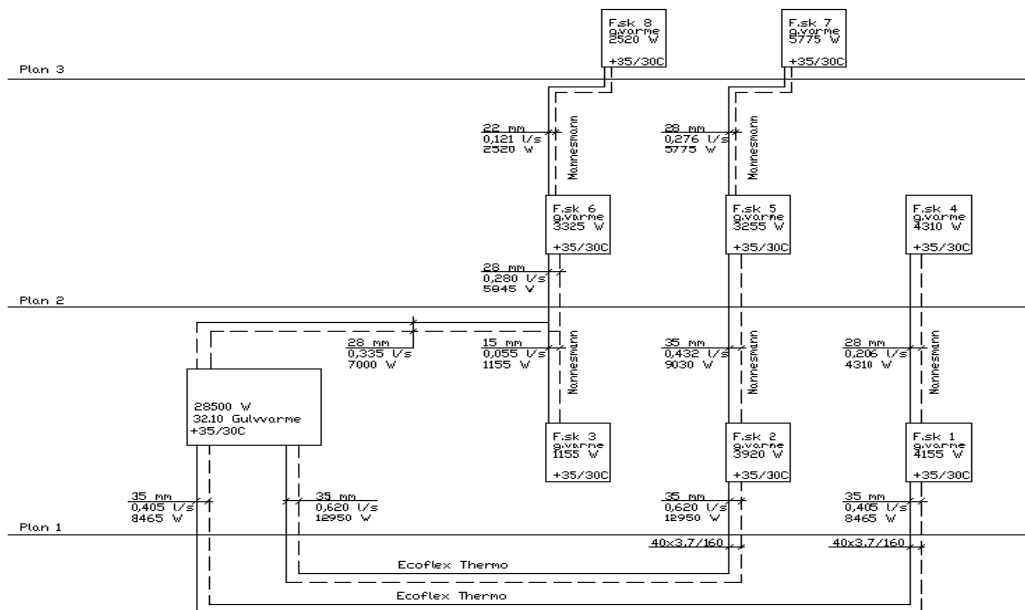 F.sk 8
g.varme
2520 W
+35/30C
F.sk 7
g.varme
5775 W
+35/30C
Plan 3
22 mm
0,121 l/s
2520 W
Mannesmann
28 mm
0,276 l/s
5775 W
Mannesmann
F.sk 6
g.varme
3325 W
+35/30C
F.sk 5
g.varme
3255 W
+35/30C
F.sk 4
g.varme
4310 W
+35/30C
28 mm
0,280 l/s
5845 W
Plan 2
28 mm
0,335 l/s
7000 W
15 mm
0,055 l/s
1155 W
Mannesmann
35 mm
0,432 l/s
9030 W
Mannesmann
28 mm
0,206 l/s
4310 W
Mannesmann
28500 W
32.10 Gulvvarme
+35/30C
F.sk 3
g.varme
1155 W
+35/30C
F.sk 2
g.varme
3920 W
+35/30C
F.sk 1
g.varme
4155 W
+35/30C
35 mm
0,405 l/s
8465 W
35 mm
0,620 l/s
12950 W
35 mm
0,620 l/s
12950 W
35 mm
0,405 l/s
8465 W
Plan 1
40x3.7/160
40x3.7/160
Ecoflex Thermo
Ecoflex Thermo